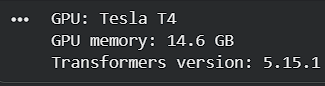 GPU: Tesla T4
GPU memory: 14.6 GB
Transformers version: 5.15.1